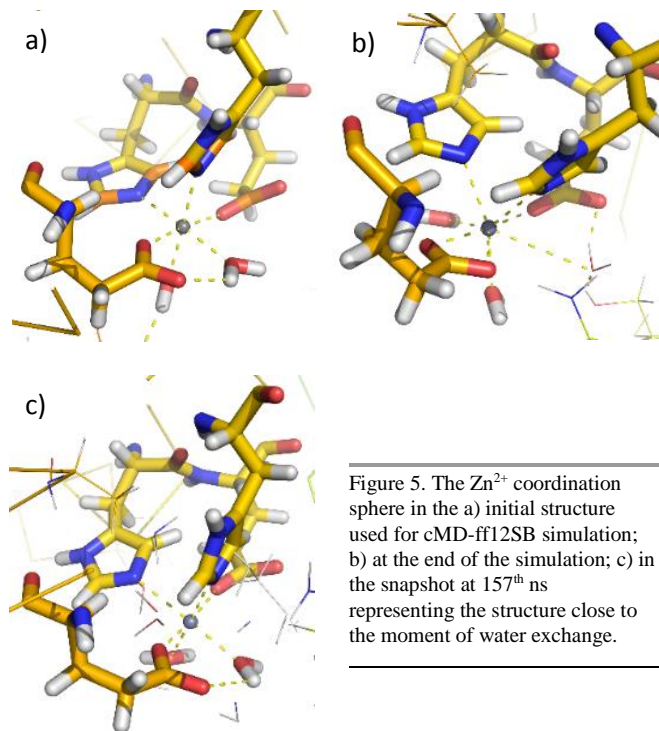 a)
b)
c)
Figure 5. The Zn²⁺ coordination
sphere in the a) initial structure
used for cMD-ff12SB simulation;
b) at the end of the simulation; c) in
the snapshot at 157ᵗʰ ns
representing the structure close to
the moment of water exchange.